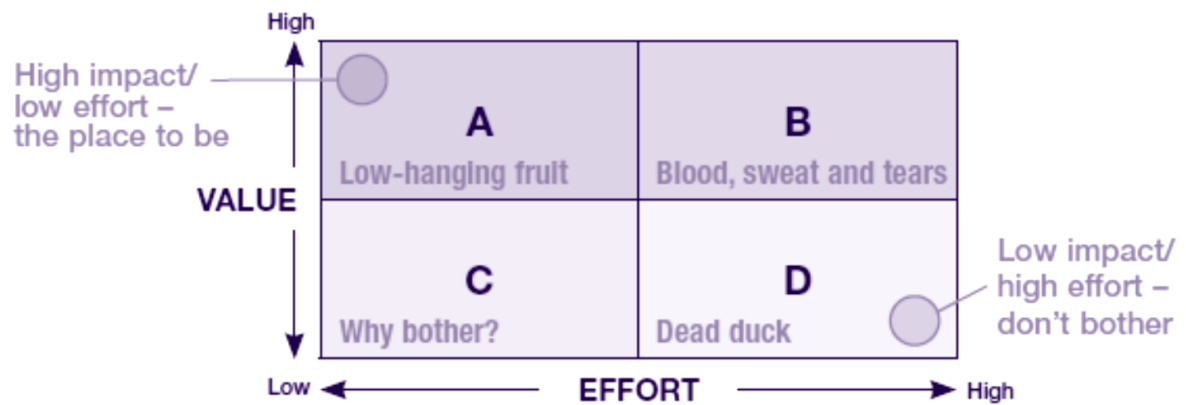 High
High impact/
low effort –
the place to be
A
B
Low-hanging fruit
Blood, sweat and tears
VALUE
C
D
Why bother?
Dead duck
Low impact/
high effort –
don't bother
Low
EFFORT
High